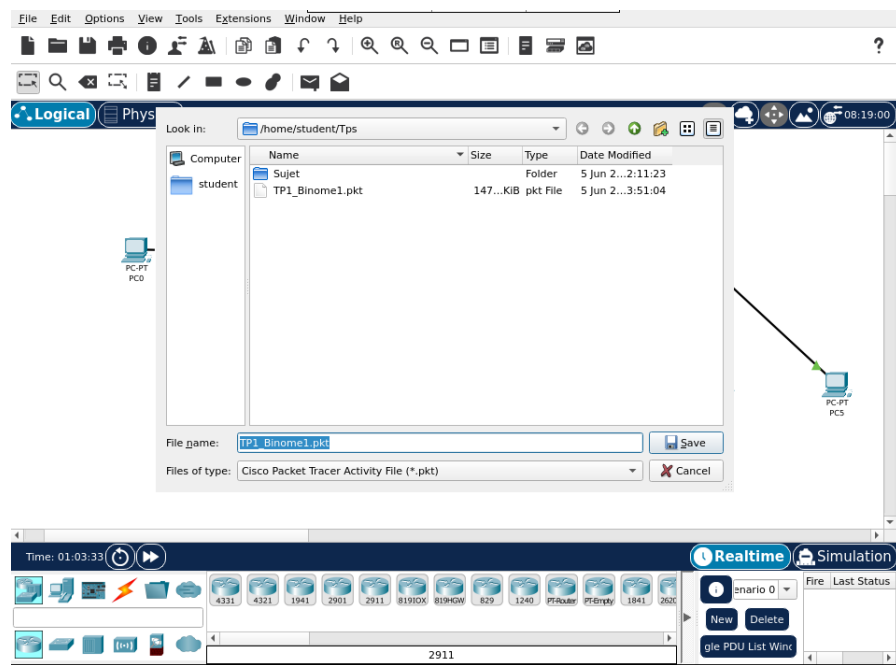 File Edit Options View Tools Extensions Window Help
?
Logical Phys 08:19:00
Look in: /home/student/Tps
Computer
student
Name Size Type Date Modified
Sujet Folder 5 Jun 2...2:11:23
TP1_Binome1.pkt 147...KiB pkt File 5 Jun 2...3:51:04
PC-PT
PC0
PC-PT
PC5
File name: TP1_Binome1.pkt Save
Files of type: Cisco Packet Tracer Activity File (*.pkt) Cancel
Time: 01:03:33 Realtime Simulation
4331 4321 1941 2901 2911 819IOX 819HGW 829 1240 PT-Router PT-Empty 1841 2620
2911
enario 0
New Delete
gle PDU List Wind
Fire Last Status